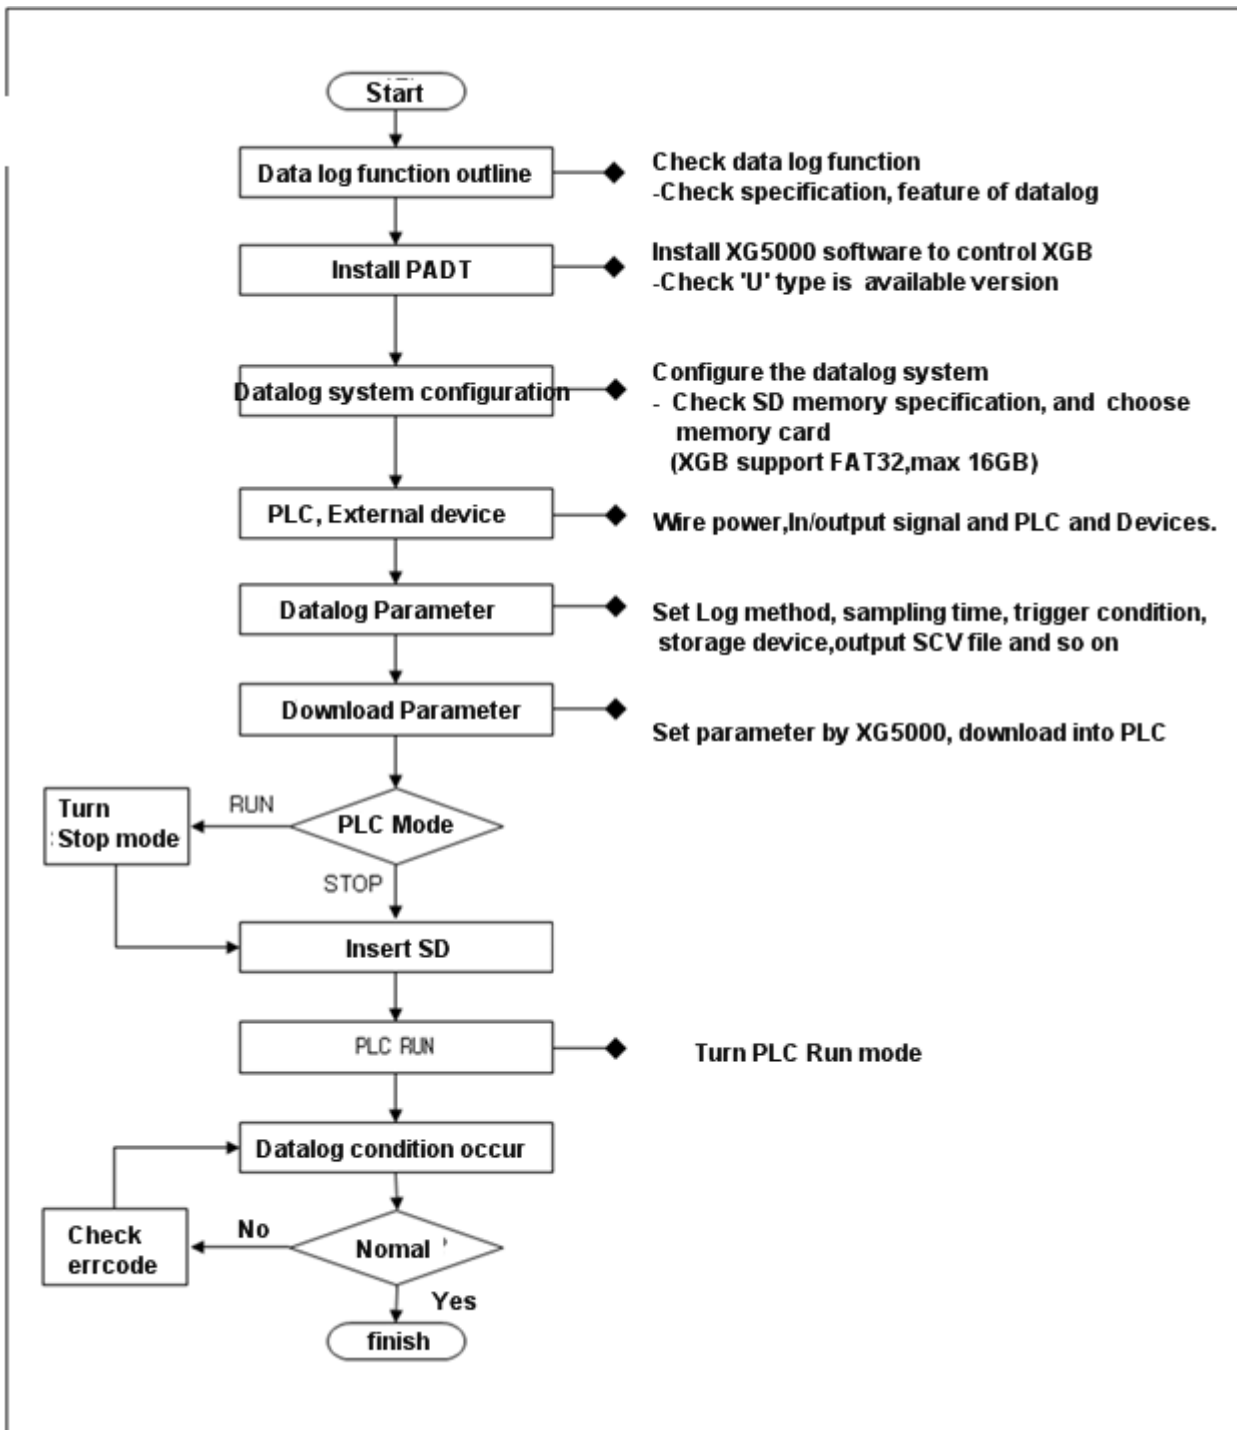 Start
Data log function outline
Check data log function
-Check specification, feature of datalog
Install PADT
Install XG5000 software to control XGB
-Check 'U' type is available version
Datalog system configuration
Configure the datalog system
- Check SD memory specification, and choose
memory card
(XGB support FAT32,max 16GB)
PLC, External device
Wire power,In/output signal and PLC and Devices.
Datalog Parameter
Set Log method, sampling time, trigger condition,
storage device,output SCV file and so on
Download Parameter
Set parameter by XG5000, download into PLC
Turn
Stop mode
RUN
PLC Mode
STOP
Insert SD
PLC RUN
Turn PLC Run mode
Datalog condition occur
Check
errcode
No
Nomal
Yes
finish